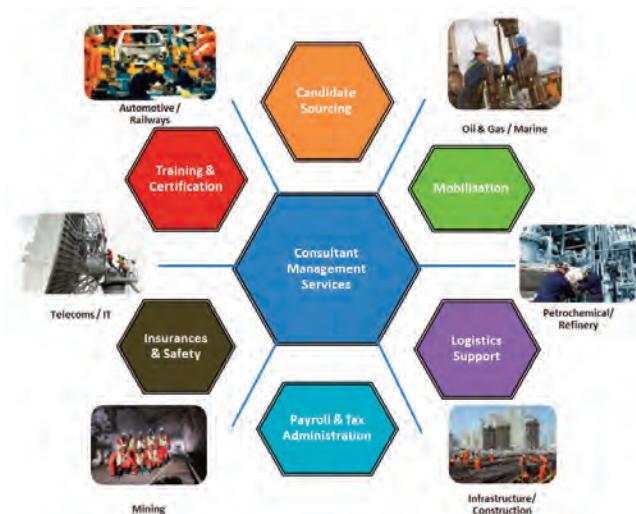 Candidate
Sourcing
Automotive /
Railways
Oil & Gas / Marine
Training &
Certification
Mobilisation
Consultant
Management
Services
Telecoms / IT
Petrochemical/
Refinery
Insurances
& Safety
Logistics
Support
Payroll & Tax
Administration
Mining
Infrastructure/
Construction